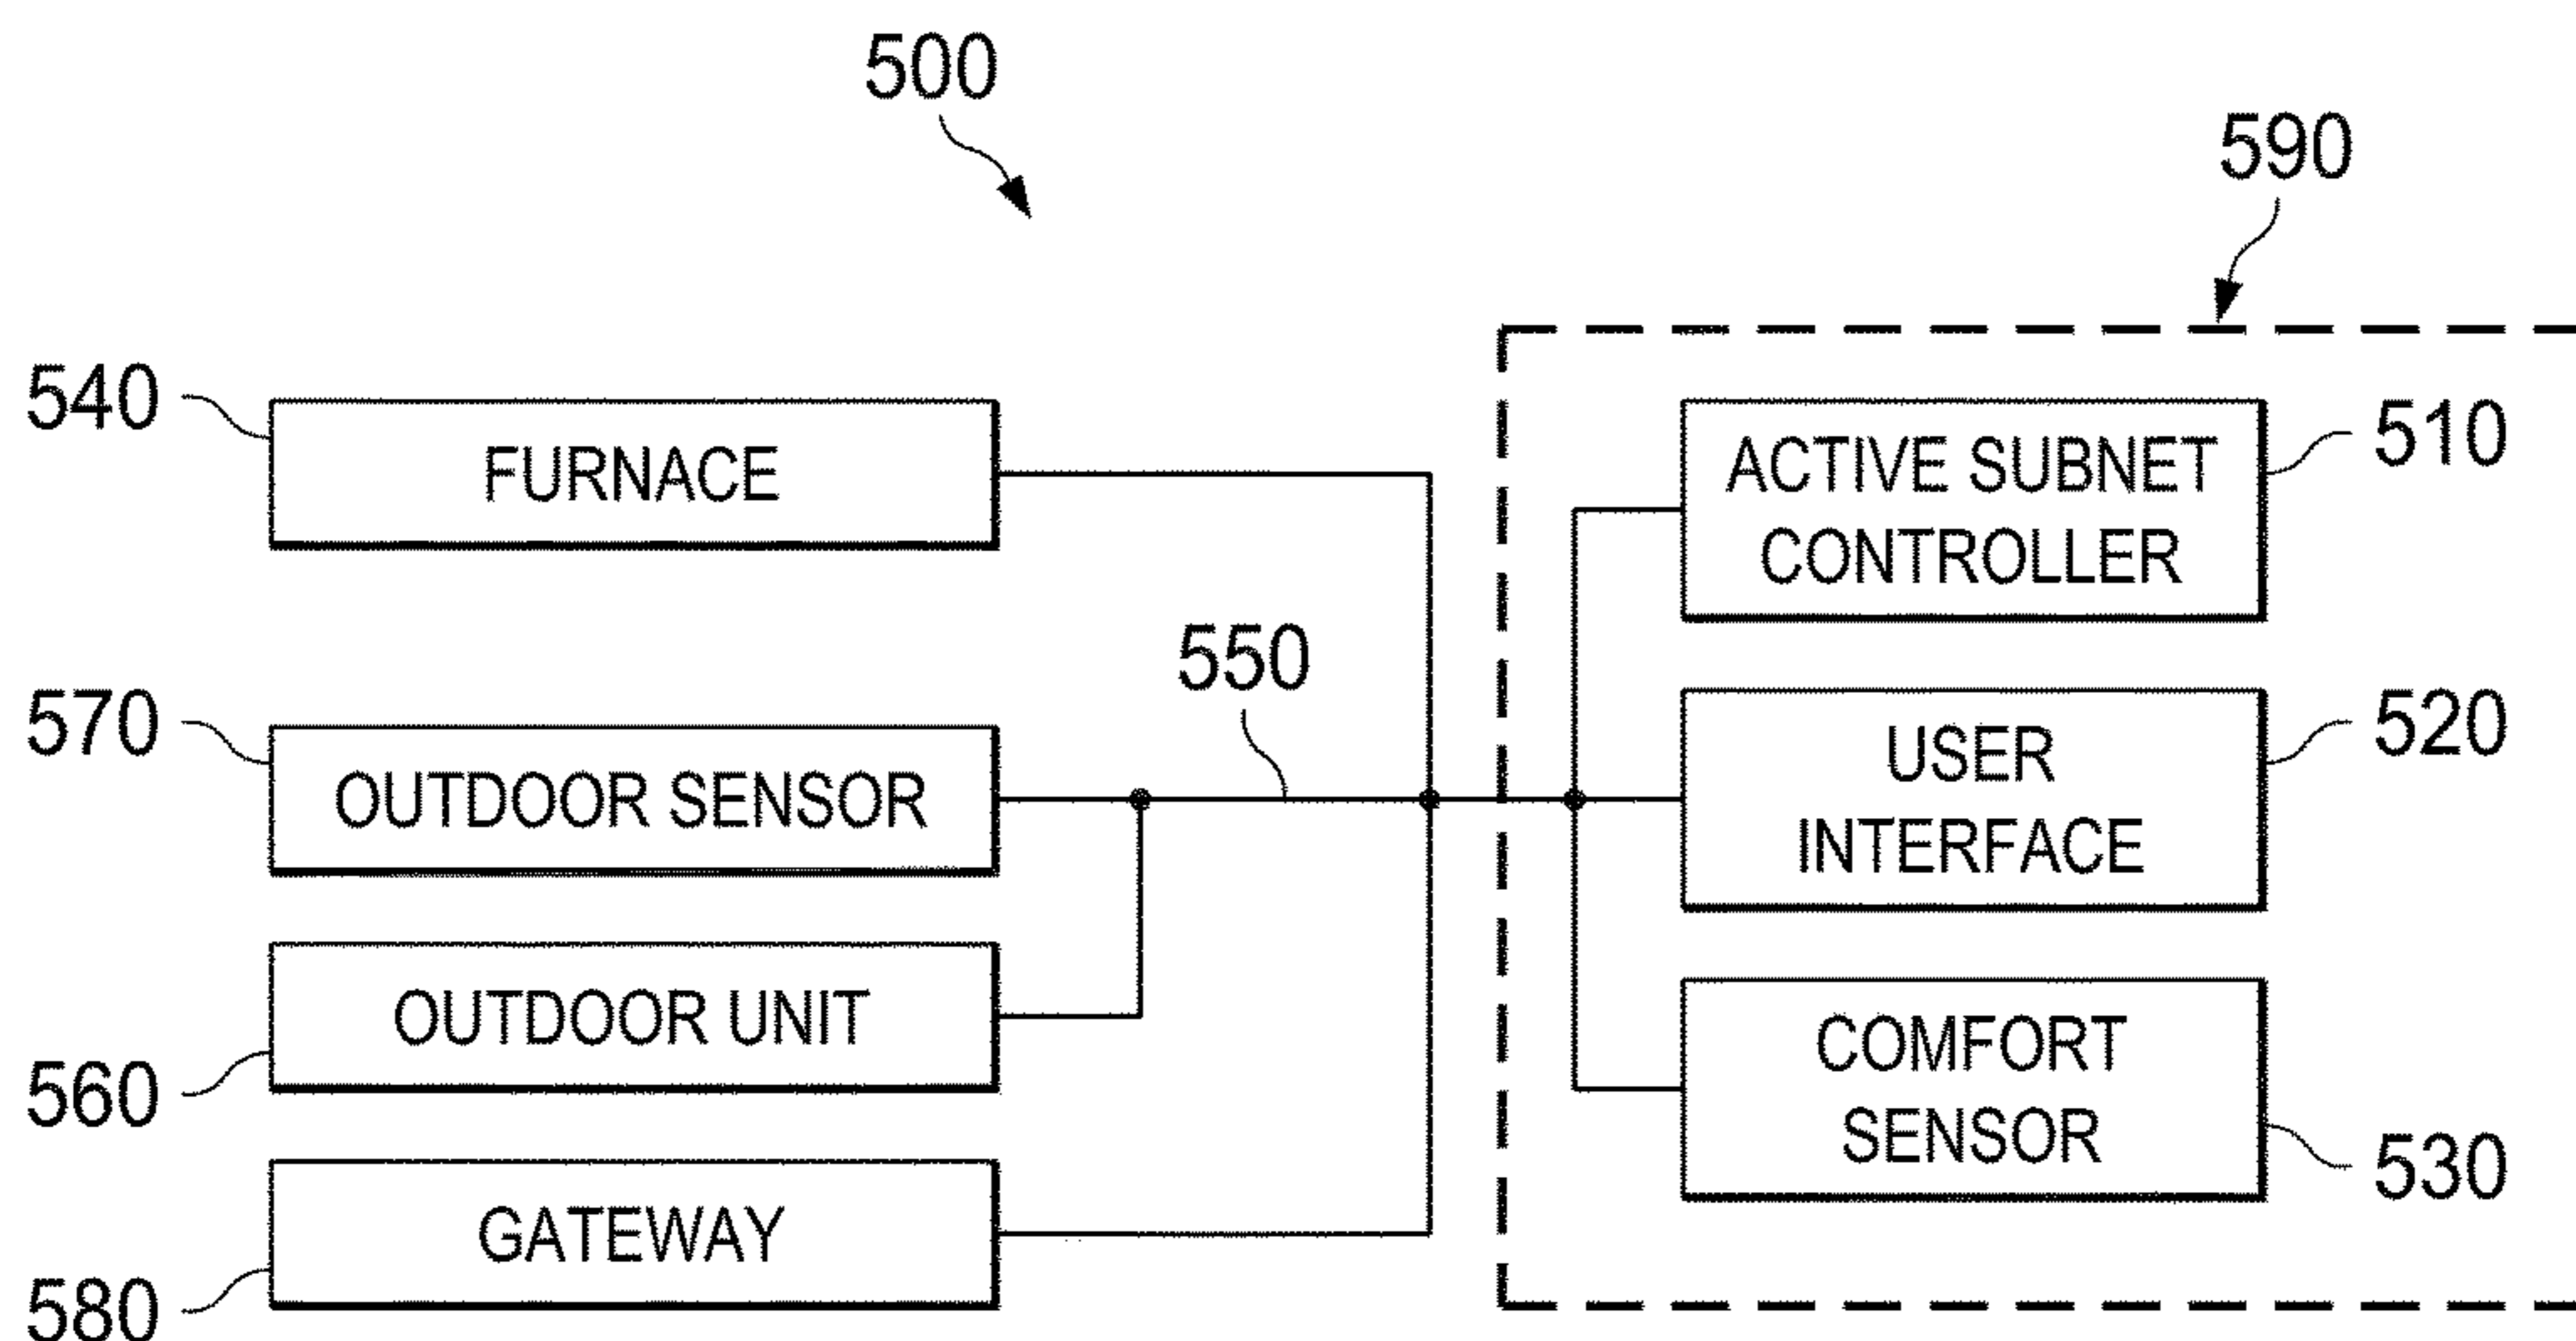 500
590
540
FURNACE
ACTIVE SUBNET
CONTROLLER
510
550
570
OUTDOOR SENSOR
USER
INTERFACE
520
OUTDOOR UNIT
560
COMFORT
SENSOR
530
GATEWAY
580